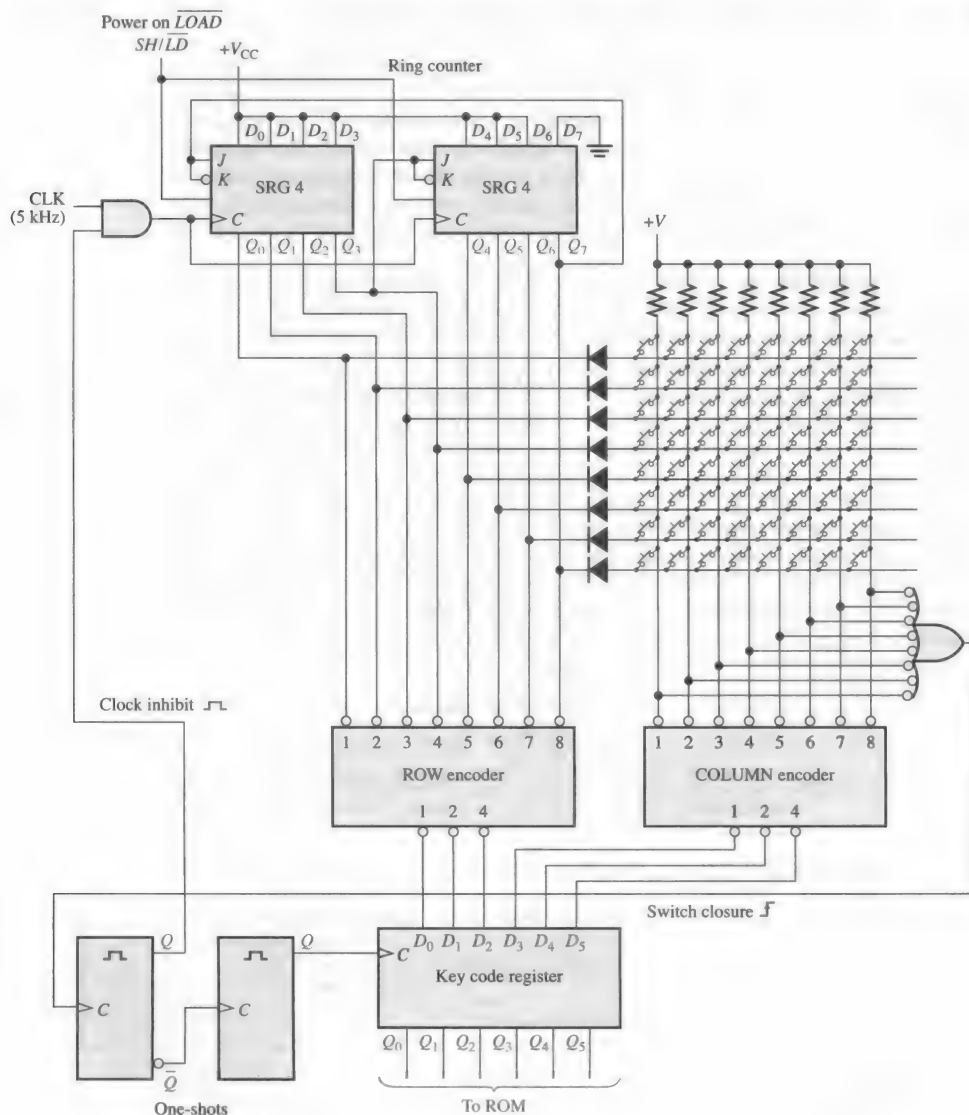 Power on LOAD
SH/LD
+VCC
Ring counter
D0 D1 D2 D3
D4 D5 D6 D7
J
K
SRG 4
C
J
K
SRG 4
C
CLK
(5 kHz)
Q0 Q1 Q2 Q3
Q4 Q5 Q6 Q7
+V
Clock inhibit
1 2 3 4 5 6 7 8
ROW encoder
1 2 4
1 2 3 4 5 6 7 8
COLUMN encoder
1 2 4
Switch closure
Q
C
Q
Q
C
One-shots
D0 D1 D2 D3 D4 D5
C
Key code register
Q0 Q1 Q2 Q3 Q4 Q5
To ROM